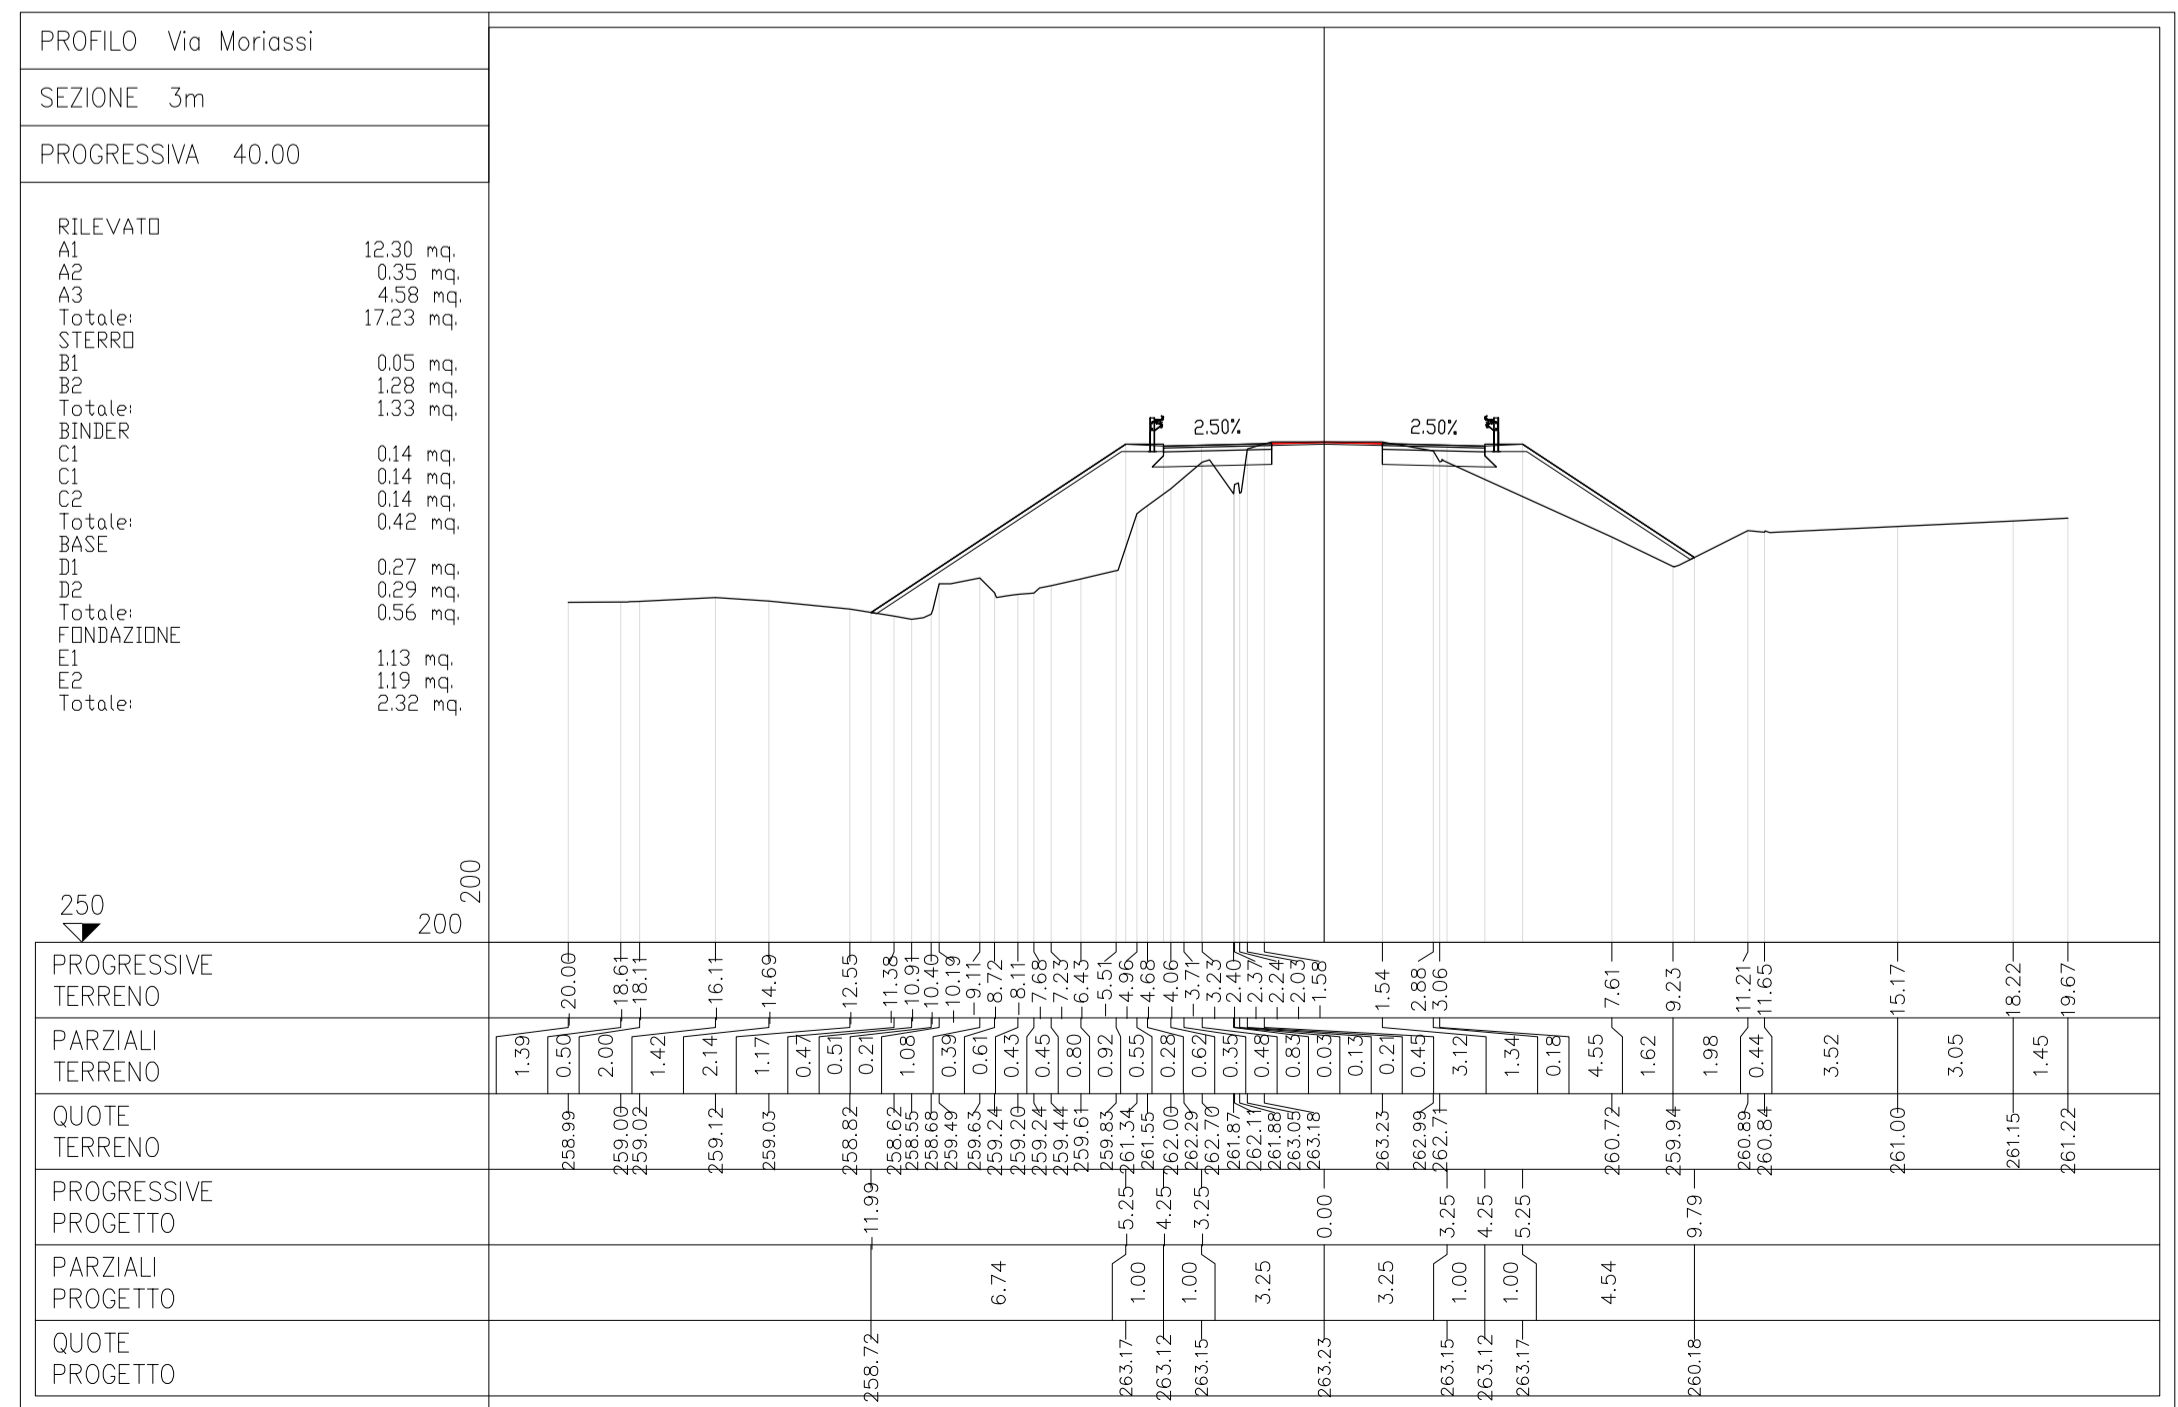 PROFILO Via Moriassi
SEZIONE 3m
PROGRESSIVA 40.00
RILEVATO
A1 12.30 mq.
A2 0.35 mq.
A3 4.58 mq.
Totale: 17.23 mq.
STERRO
B1 0.05 mq.
B2 1.28 mq.
Totale: 1.33 mq.
BINDER
C1 0.14 mq.
C1 0.14 mq.
C2 0.14 mq.
Totale: 0.42 mq.
BASE
D1 0.27 mq.
D2 0.29 mq.
Totale: 0.56 mq.
FONDAZIONE
E1 1.13 mq.
E2 1.19 mq.
Totale: 2.32 mq.
2.50% 2.50%
250
200
200
PROGRESSIVE
TERRENO
-20.00 -18.61 -18.11 -16.11 -14.69 -12.55 -11.38 -10.91 -10.40 -10.19 -9.11 -8.72 -8.11 -7.68 -7.23 -6.43 -5.51 -4.96 -4.68 -4.06 -3.71 -3.23 -2.40 -2.37 -2.24 -2.03 -1.58 1.54 2.88 3.06 7.61 9.23 11.21 11.65 15.17 18.22 19.67
PARZIALI
TERRENO
1.39 0.50 2.00 1.42 2.14 1.17 0.47 0.51 0.21 1.08 0.39 0.61 0.43 0.45 0.80 0.92 0.55 0.28 0.62 0.35 0.48 0.83 0.03 0.13 0.21 0.45 3.12 1.34 0.18 4.55 1.62 1.98 0.44 3.52 3.05 1.45
QUOTE
TERRENO
258.99 259.00 259.02 259.12 259.03 258.82 258.62 258.55 258.68 259.49 259.63 259.24 259.20 259.24 259.44 259.61 259.83 261.34 261.55 262.00 262.29 262.70 261.87 262.11 261.88 263.05 263.18 263.23 262.99 262.71 260.72 259.94 260.89 260.84 261.00 261.15 261.22
PROGRESSIVE
PROGETTO
-11.99 -5.25 -4.25 -3.25 0.00 3.25 4.25 5.25 9.79
PARZIALI
PROGETTO
6.74 1.00 1.00 3.25 3.25 1.00 1.00 4.54
QUOTE
PROGETTO
258.72 263.17 263.12 263.15 263.23 263.15 263.12 263.17 260.18